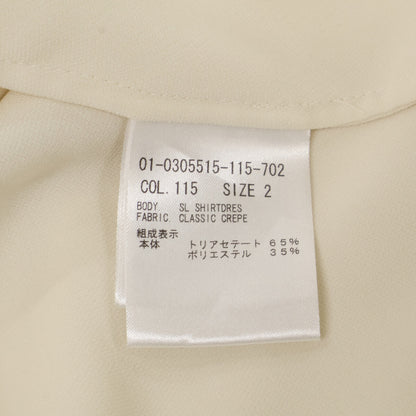 01-0305515-115-702
COL. 115 SIZE 2
BODY SL SHIRTDRES
FABRIC CLASSIC CREPE
組成表示
本体 トリアセテート 65%
ポリエステル 35%